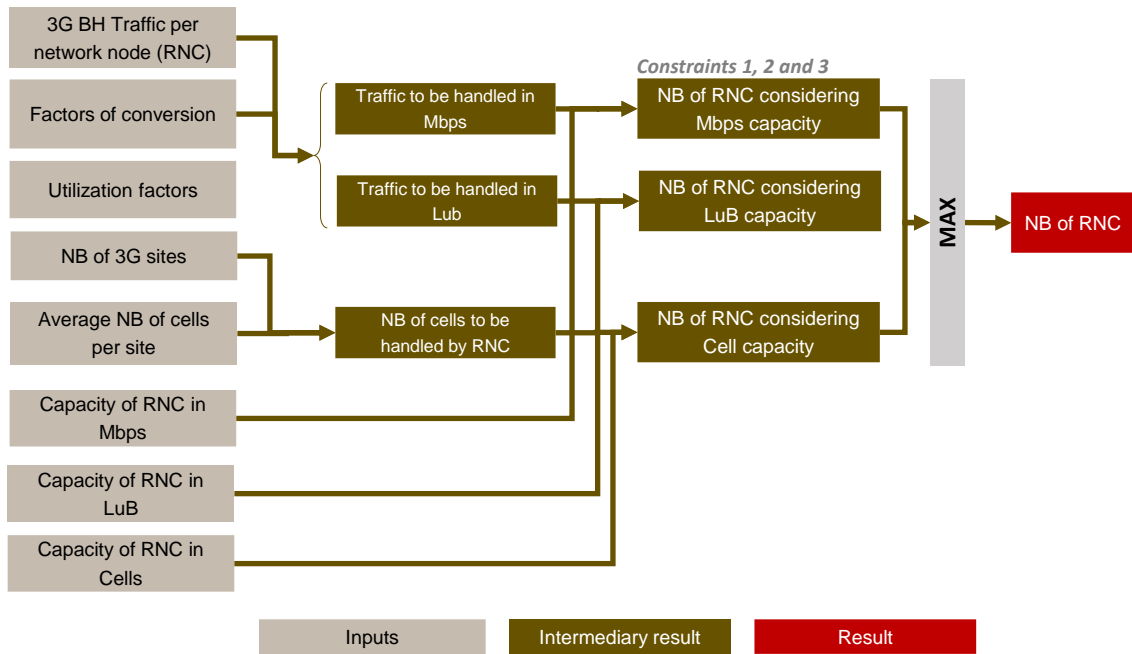 3G BH Traffic per
network node (RNC)
Factors of conversion
Utilization factors
NB of 3G sites
Average NB of cells
per site
Capacity of RNC in
Mbps
Capacity of RNC in
LuB
Capacity of RNC in
Cells
Traffic to be handled in
Mbps
Traffic to be handled in
Lub
NB of cells to be
handled by RNC
Constraints 1, 2 and 3
NB of RNC considering
Mbps capacity
NB of RNC considering
LuB capacity
NB of RNC considering
Cell capacity
MAX
NB of RNC
Inputs
Intermediary result
Result